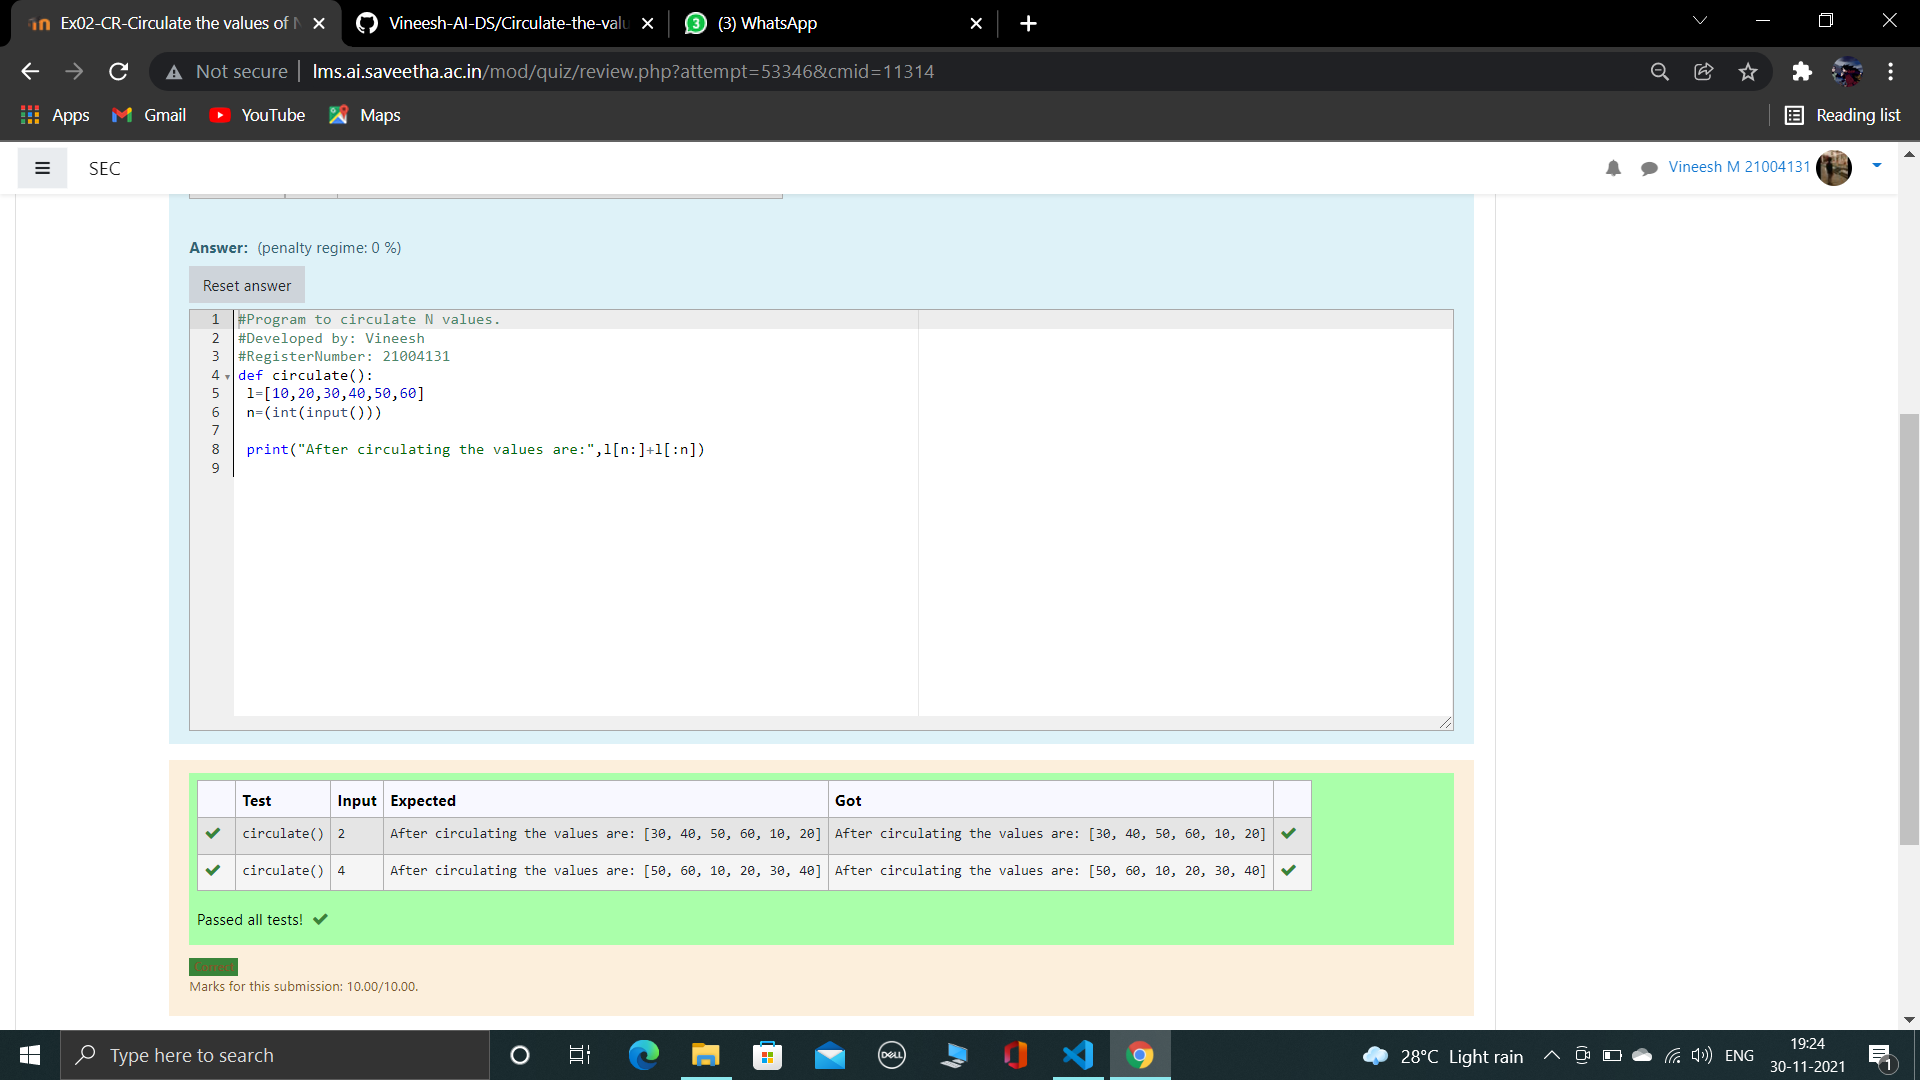 Ex02-CR-Circulate the values of N
Vineesh-AI-DS/Circulate-the-valu
(3) WhatsApp
Not secure
lms.ai.saveetha.ac.in/mod/quiz/review.php?attempt=53346&cmid=11314
Apps
Gmail
YouTube
Maps
Reading list
SEC
Vineesh M 21004131
Answer: (penalty regime: 0 %)
Reset answer
1 #Program to circulate N values.
2 #Developed by: Vineesh
3 #RegisterNumber: 21004131
4 def circulate():
5 l=[10,20,30,40,50,60]
6 n=(int(input()))
7
8 print("After circulating the values are:",l[n:]+l[:n])
9
Test Input Expected Got
circulate() 2 After circulating the values are: [30, 40, 50, 60, 10, 20] After circulating the values are: [30, 40, 50, 60, 10, 20]
circulate() 4 After circulating the values are: [50, 60, 10, 20, 30, 40] After circulating the values are: [50, 60, 10, 20, 30, 40]
Passed all tests!
Correct
Marks for this submission: 10.00/10.00.
Type here to search
DELL
28°C Light rain
ENG
19:24
30-11-2021
1